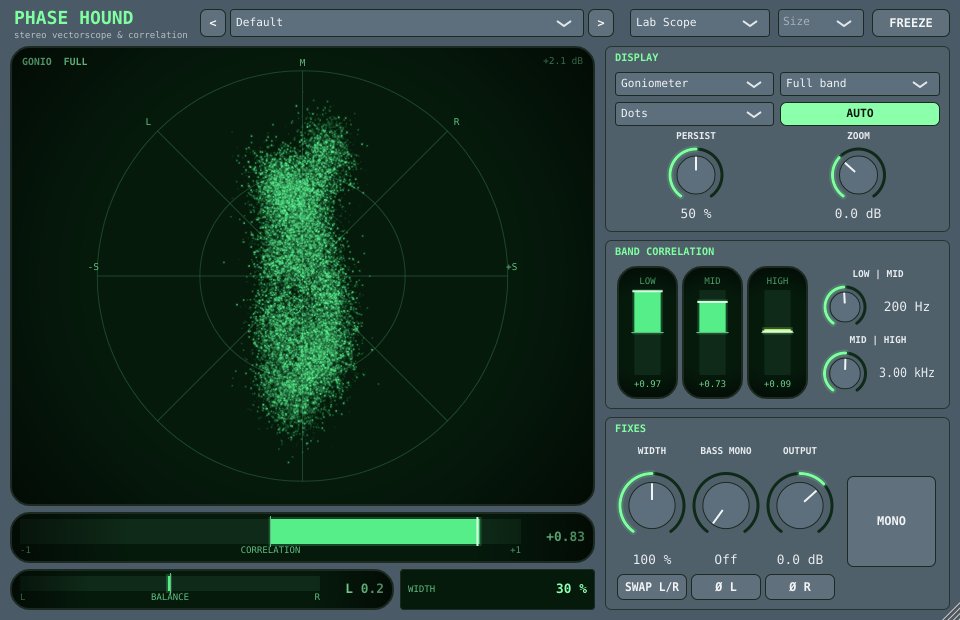 PHASE HOUND
stereo vectorscope & correlation
<
Default
>
Lab Scope
Size
FREEZE
GONIO FULL
+2.1 dB
M
L
R
-S
+S
-1
CORRELATION
+1
+0.83
L
BALANCE
R
L 0.2
WIDTH
30 %
DISPLAY
Goniometer
Full band
Dots
AUTO
PERSIST
ZOOM
50 %
0.0 dB
BAND CORRELATION
LOW
MID
HIGH
+0.97
+0.73
+0.09
LOW | MID
200 Hz
MID | HIGH
3.00 kHz
FIXES
WIDTH
BASS MONO
OUTPUT
100 %
Off
0.0 dB
MONO
SWAP L/R
Ø L
Ø R